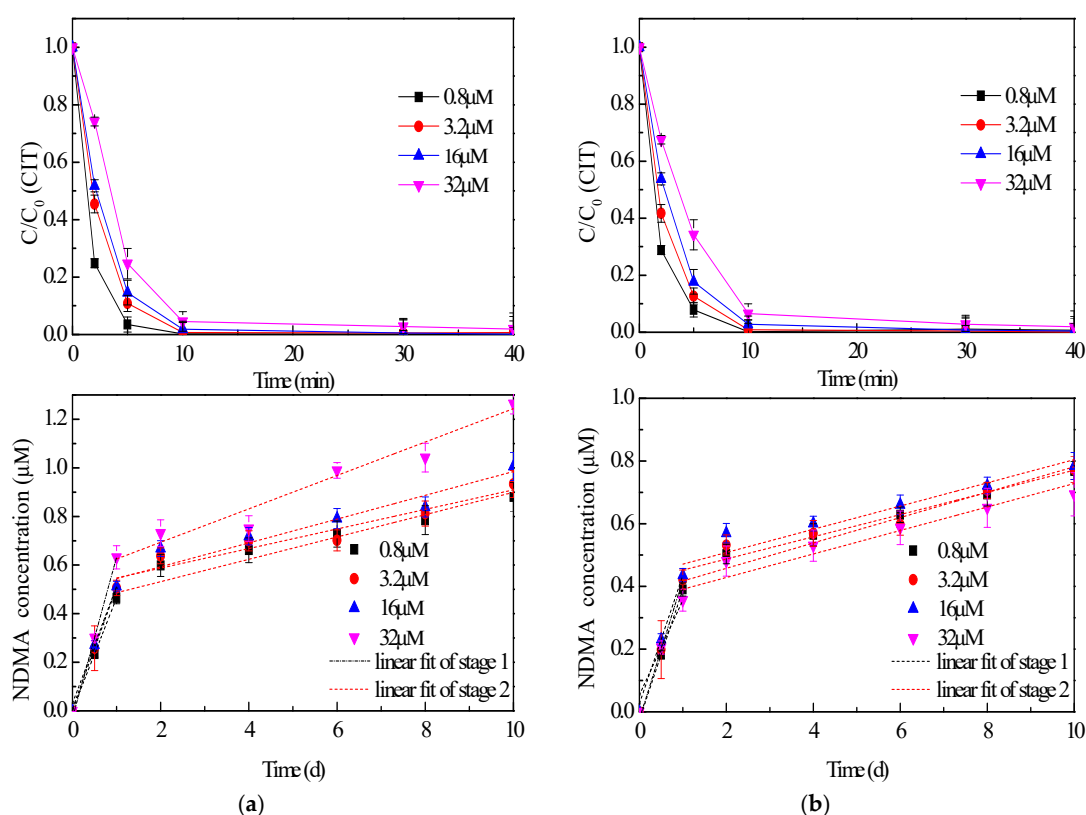 1.0
0.8
0.6
0.4
0.2
0.0
C/C₀ (CIT)
0.8μM
3.2μM
16μM
32μM
0
10
20
30
40
Time (min)
1.0
0.8
0.6
0.4
0.2
0.0
C/C₀ (CIT)
0.8μM
3.2μM
16μM
32μM
0
10
20
30
40
Time (min)
1.2
1.0
0.8
0.6
0.4
0.2
0.0
NDMA concentration (μM)
0.8μM
3.2μM
16μM
32μM
linear fit of stage 1
linear fit of stage 2
0
2
4
6
8
10
Time (d)
(a)
1.0
0.8
0.6
0.4
0.2
0.0
NDMA concentration (μM)
0.8μM
3.2μM
16μM
32μM
linear fit of stage 1
linear fit of stage 2
0
2
4
6
8
10
Time (d)
(b)